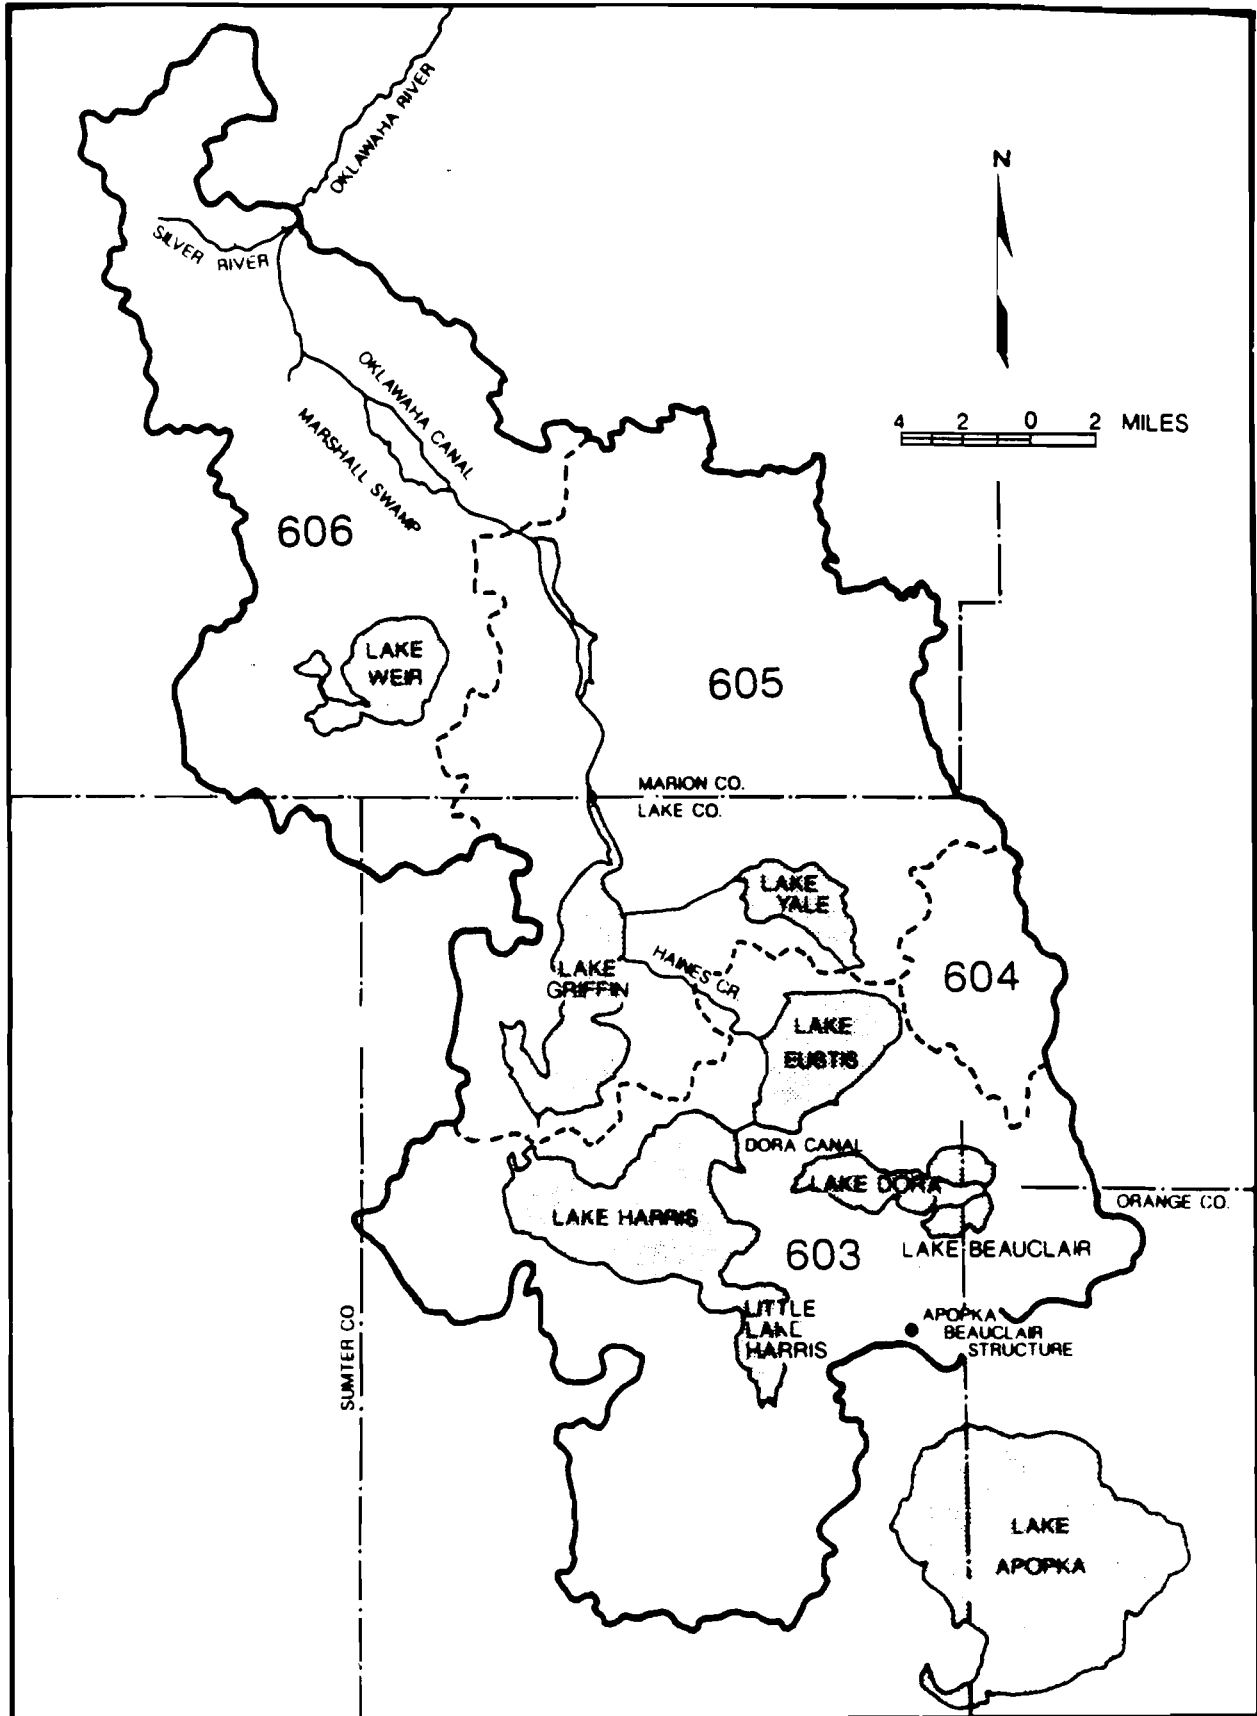 OKLAWAHA RIVER
N
SILVER RIVER
OKLAWAHA CANAL
MARSHALL SWAMP
4 2 0 2 MILES
606
LAKE
WEIR
605
MARION CO.
LAKE CO.
LAKE
YALE
HAINES CR.
604
LAKE
GRIFFIN
LAKE
EUSTIS
DORA CANAL
LAKE DORA
ORANGE CO.
LAKE HARRIS
603
LAKE BEAUCLAIR
LITTLE
LAKE
HARRIS
APOPKA
BEAUCLAIR
STRUCTURE
SUMTER CO
LAKE
APOPKA